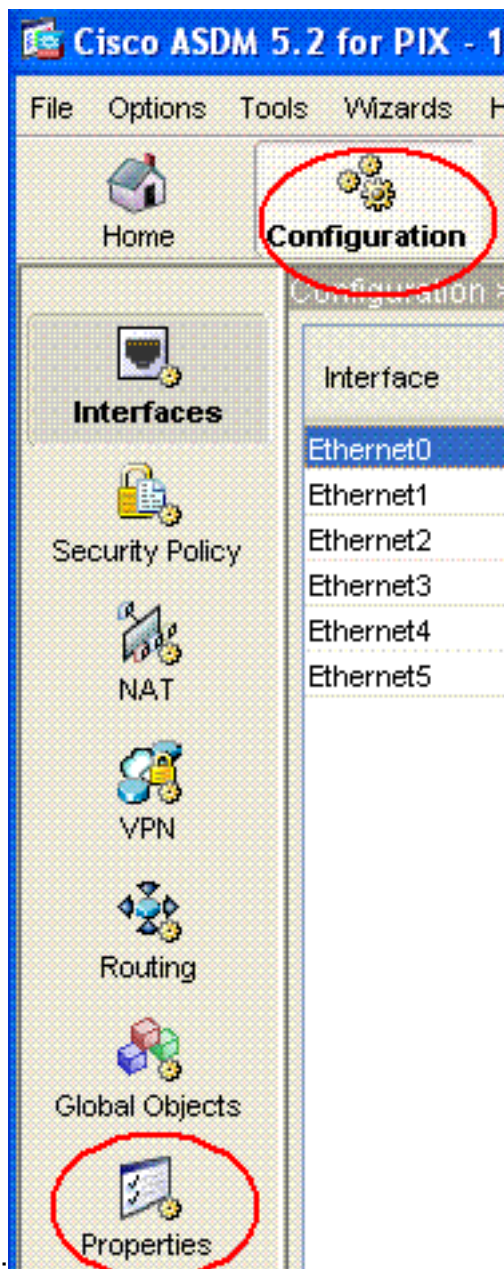 Cisco ASDM 5.2 for PIX - 1
File Options Tools Wizards H
Home Configuration
Configuration >
Interfaces
Security Policy
NAT
VPN
Routing
Global Objects
Properties
Interface
Ethernet0
Ethernet1
Ethernet2
Ethernet3
Ethernet4
Ethernet5